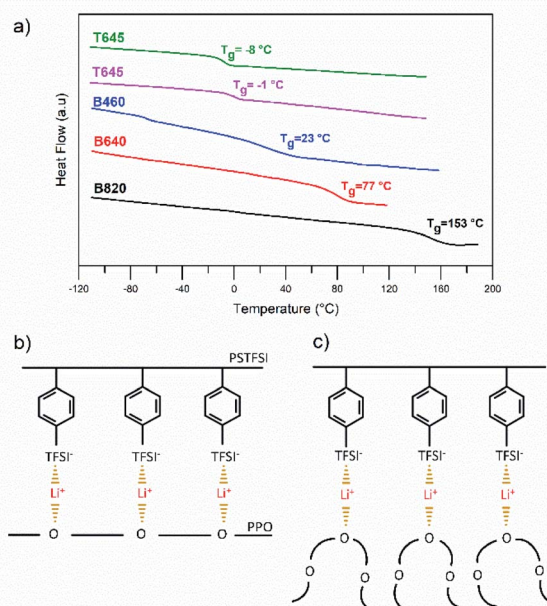 a)
T645
Tg= -8 °C
T645
Tg= -1 °C
B460
Tg=23 °C
B640
Tg=77 °C
B820
Tg=153 °C
Heat Flow (a.u)
-120 -80 -40 0 40 80 120 160 200
Temperature (°C)
b)
c)
PSTFSI
TFSI⁻ TFSI⁻ TFSI⁻
TFSI⁻ TFSI⁻ TFSI⁻
Li⁺ Li⁺ Li⁺
Li⁺ Li⁺ Li⁺
PPO
O O O
O O O
O O O O O O